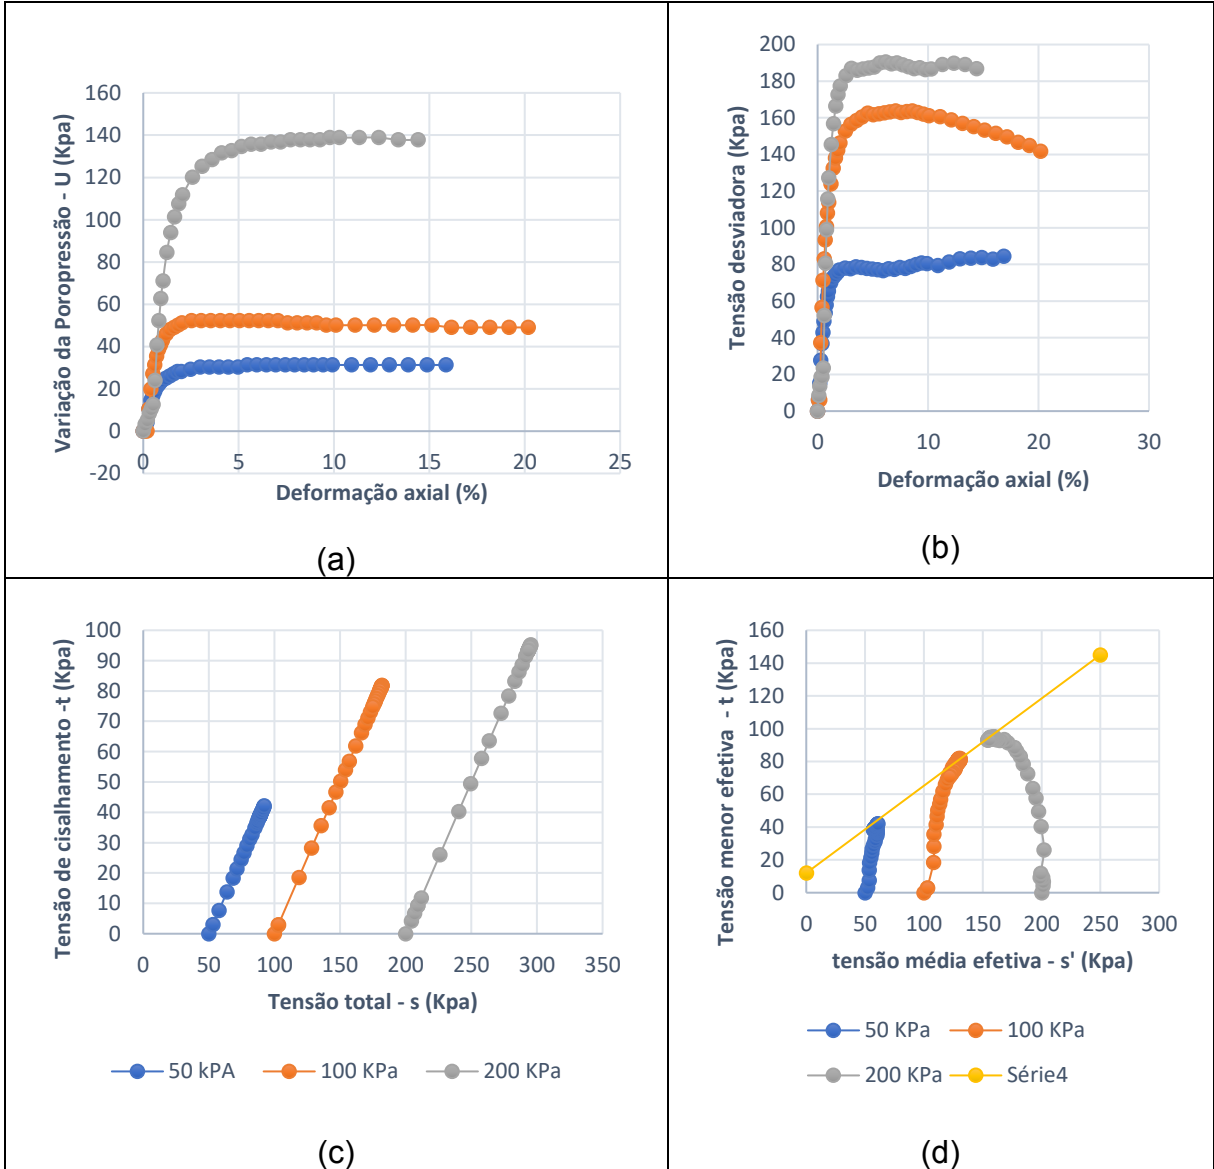 Variação da Poropressão - U (Kpa)
160
140
120
100
80
60
40
20
0
-20
0 5 10 15 20 25
Deformação axial (%)
(a)
Tensão desviadora (Kpa)
200
180
160
140
120
100
80
60
40
20
0
0 10 20 30
Deformação axial (%)
(b)
Tensão de cisalhamento -t (Kpa)
100
90
80
70
60
50
40
30
20
10
0
0 50 100 150 200 250 300 350
Tensão total - s (Kpa)
50 kPA 100 KPa 200 KPa
(c)
Tensão menor efetiva - t (Kpa)
160
140
120
100
80
60
40
20
0
0 50 100 150 200 250 300
tensão média efetiva - s' (Kpa)
50 KPa 100 KPa
200 KPa Série4
(d)